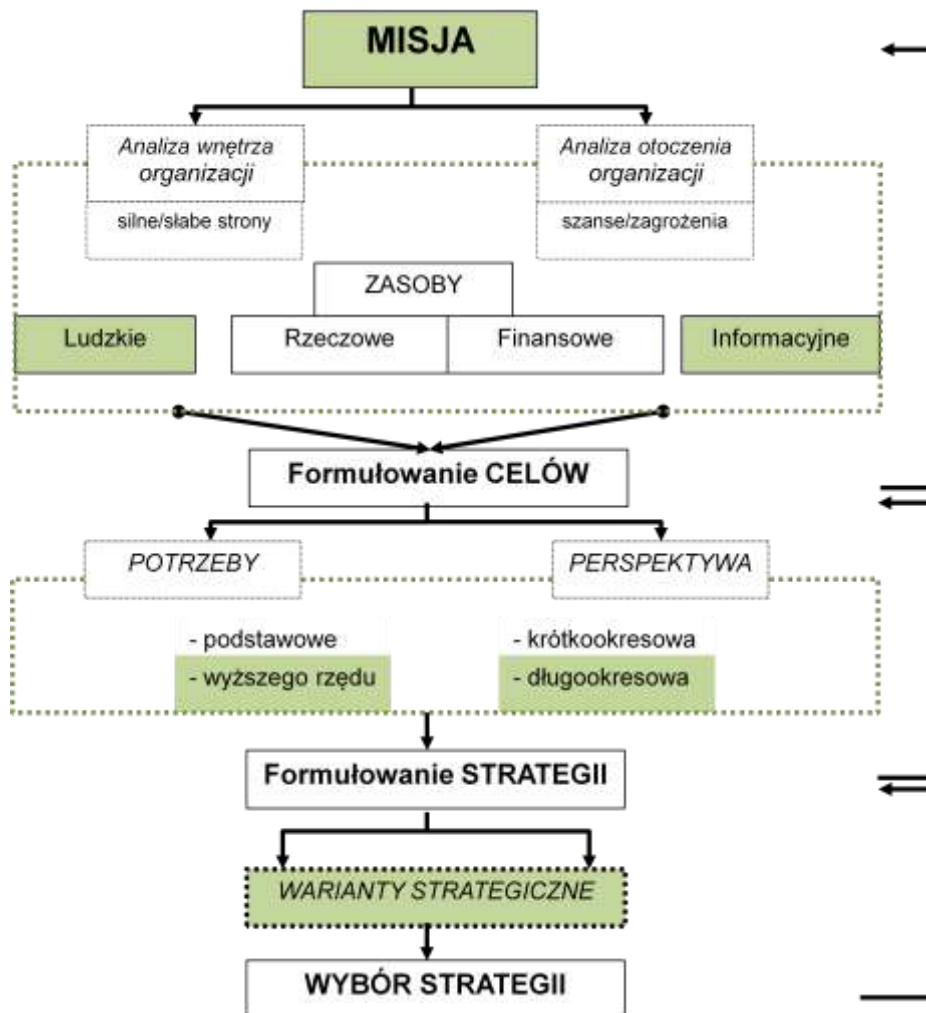 MISJA
Analiza wnętrza
organizacji
silne/słabe strony
Analiza otoczenia
organizacji
szanse/zagrożenia
ZASOBY
Ludzkie
Rzeczowe
Finansowe
Informacyjne
Formułowanie CELÓW
POTRZEBY
PERSPEKTYWA
- podstawowe
- wyższego rzędu
- krótkookresowa
- długookresowa
Formułowanie STRATEGII
WARIANTY STRATEGICZNE
WYBÓR STRATEGII